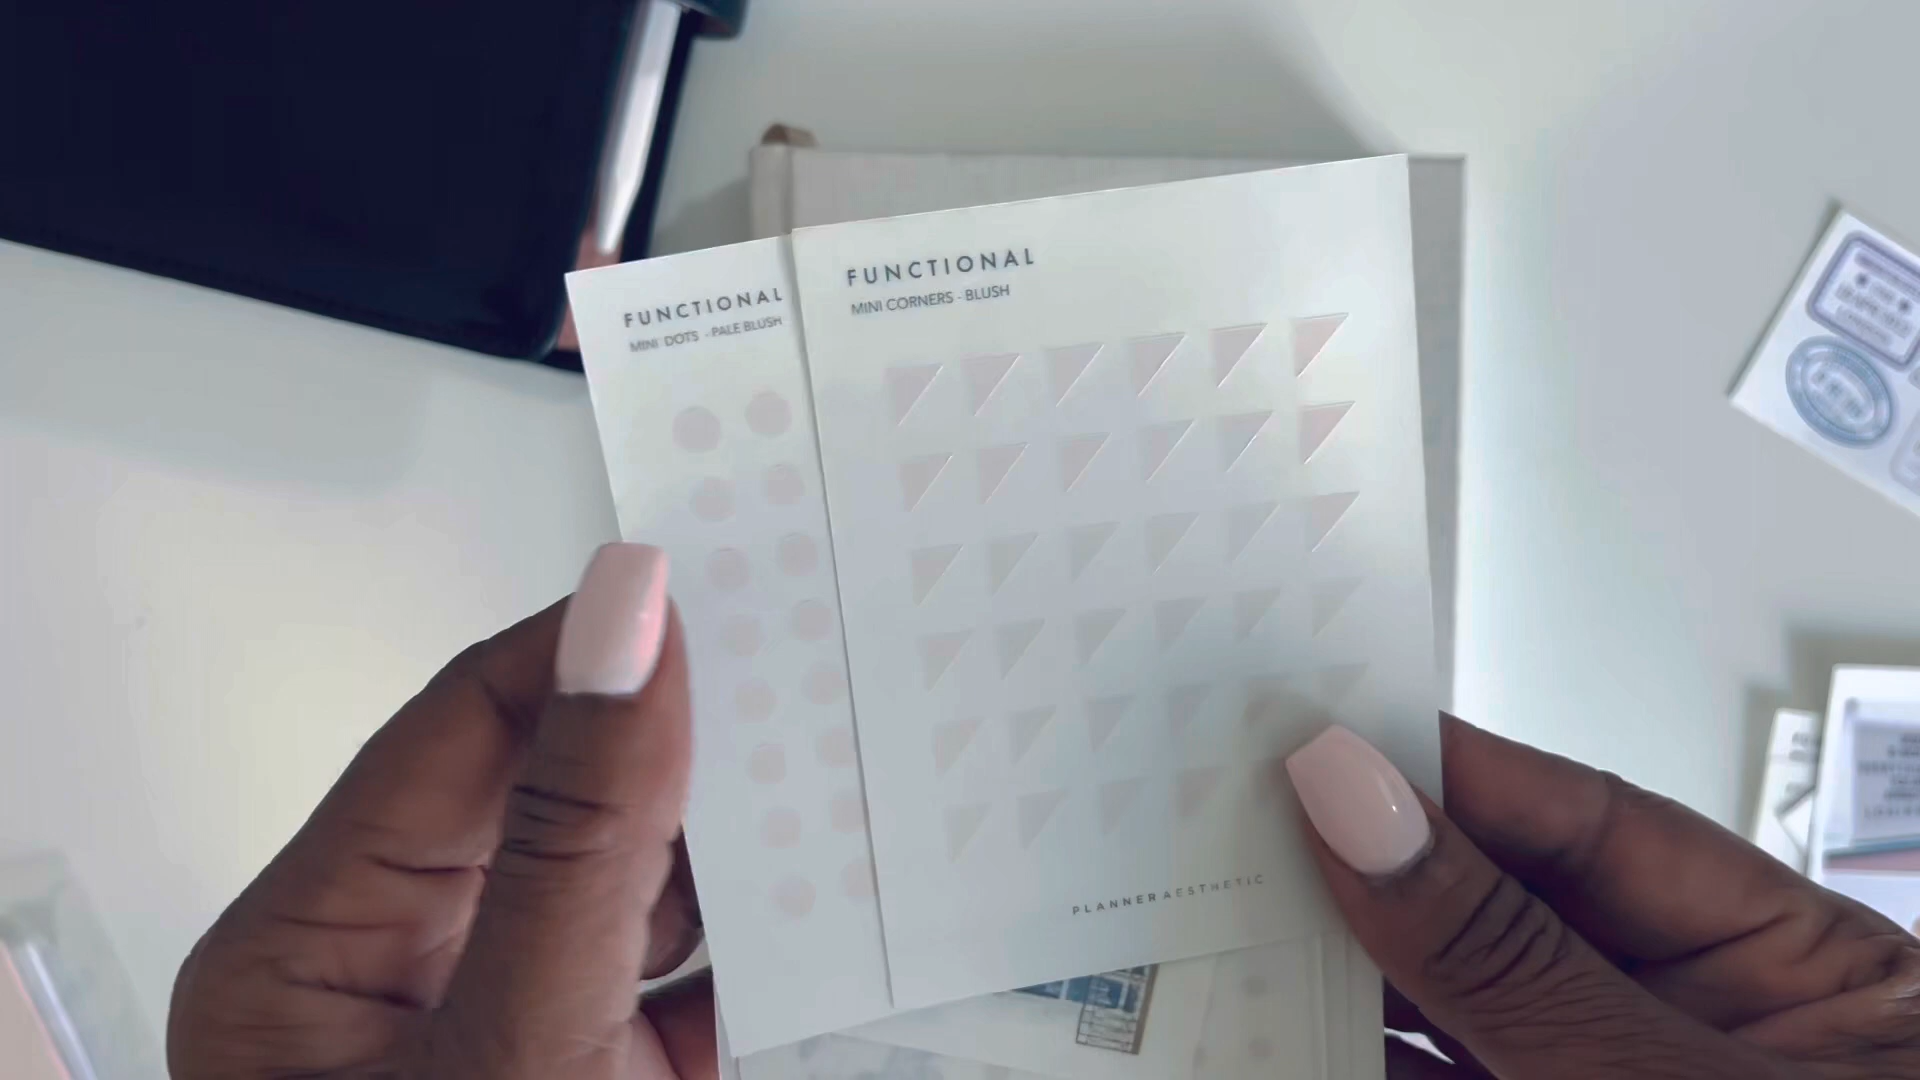 FUNCTIONAL
MINI DOTS - PALE BLUSH
FUNCTIONAL
MINI CORNERS - BLUSH
PLANNERAESTHETIC